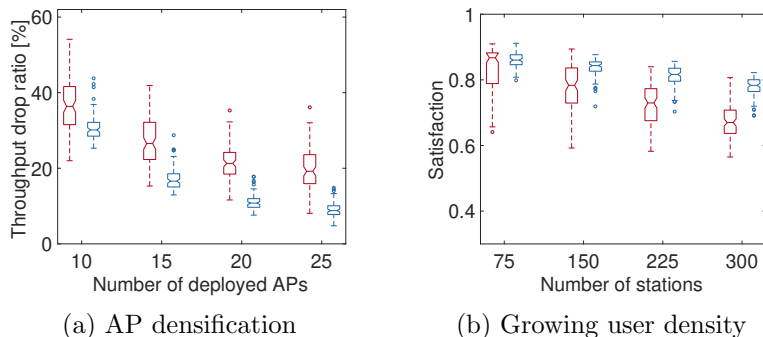 60
40
20
0
Throughput drop ratio [%]
10 15 20 25
Number of deployed APs
(a) AP densification
1
0.8
0.6
0.4
Satisfaction
75 150 225 300
Number of stations
(b) Growing user density